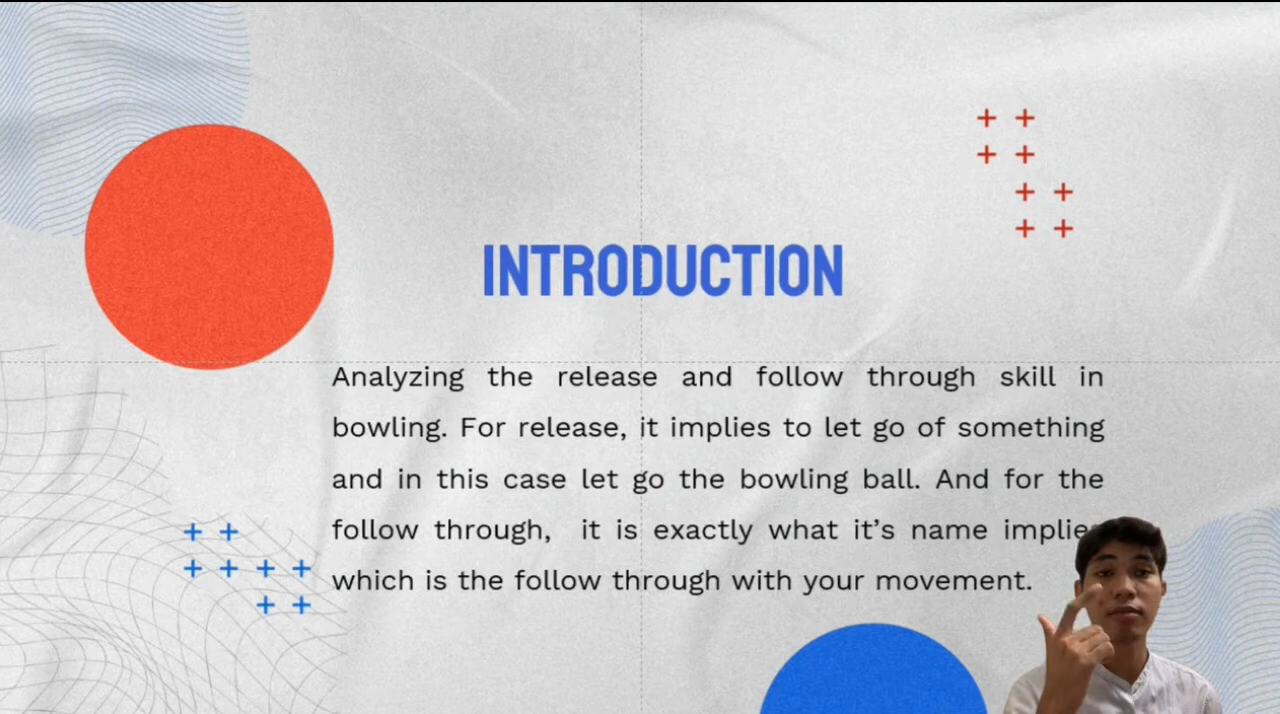 INTRODUCTION
Analyzing the release and follow through skill in
bowling. For release, it implies to let go of something
and in this case let go the bowling ball. And for the
follow through, it is exactly what it’s name implies
which is the follow through with your movement.